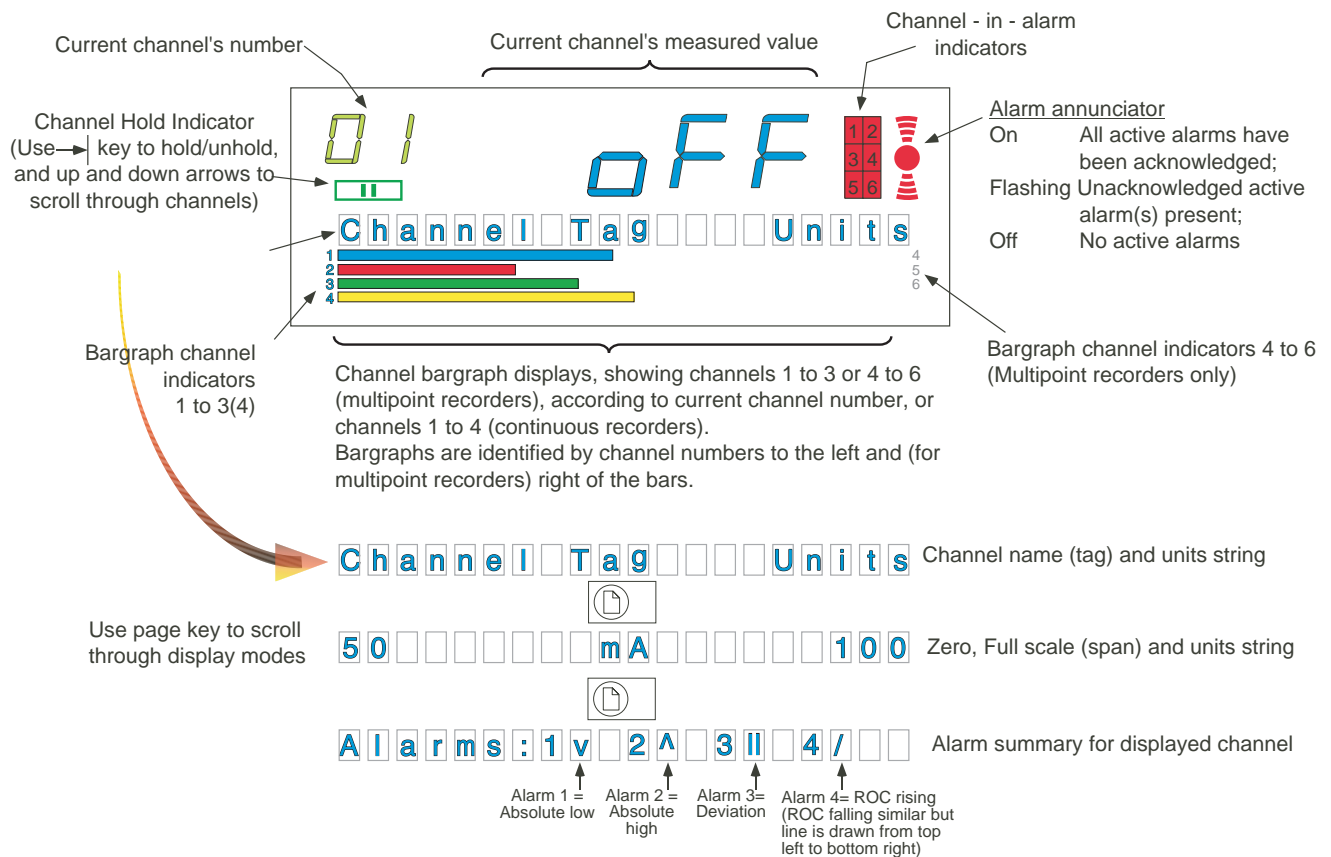 Current channel's number
Current channel's measured value
Channel - in - alarm
indicators
Channel Hold Indicator
(Use→| key to hold/unhold,
and up and down arrows to
scroll through channels)
01
oFF
1 2
3 4
5 6
Alarm annunciator
On All active alarms have
been acknowledged;
Flashing Unacknowledged active
alarm(s) present;
Off No active alarms
Channel Tag Units
1
2
3
4
4
5
6
Bargraph channel
indicators
1 to 3(4)
Bargraph channel indicators 4 to 6
(Multipoint recorders only)
Channel bargraph displays, showing channels 1 to 3 or 4 to 6
(multipoint recorders), according to current channel number, or
channels 1 to 4 (continuous recorders).
Bargraphs are identified by channel numbers to the left and (for
multipoint recorders) right of the bars.
Channel Tag Units
Channel name (tag) and units string
Use page key to scroll
through display modes
50 mA 100
Zero, Full scale (span) and units string
Alarms:1v 2^ 3|| 4/
Alarm summary for displayed channel
Alarm 1 =
Absolute low
Alarm 2 =
Absolute
high
Alarm 3=
Deviation
Alarm 4= ROC rising
(ROC falling similar but
line is drawn from top
left to bottom right)